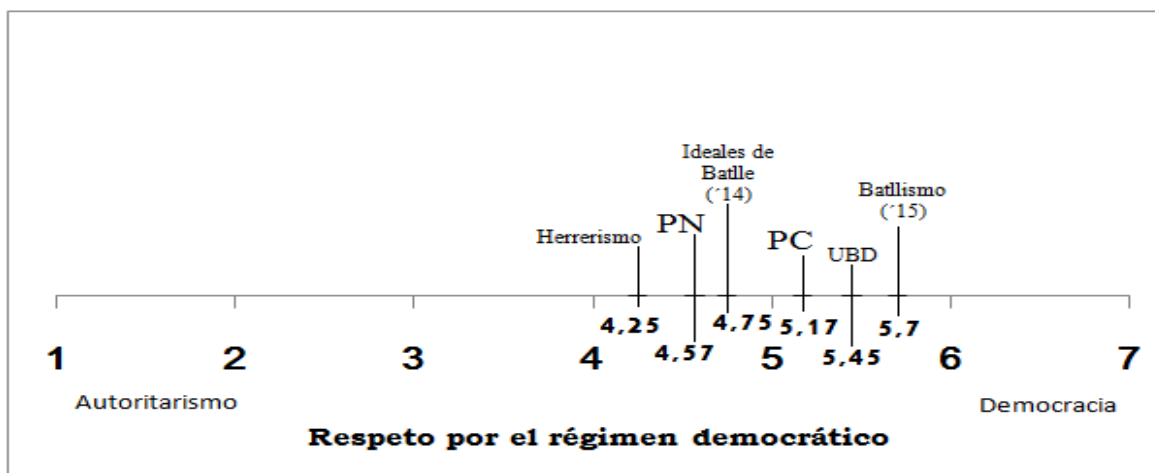 Ideales de
Batlle
(´14)
Batllismo
(´15)
Herrerismo
PN
PC
UBD
4,25
4,57
4,75
5,17
5,45
5,7
1 2 3 4 5 6 7
Autoritarismo
Democracia
Respeto por el régimen democrático